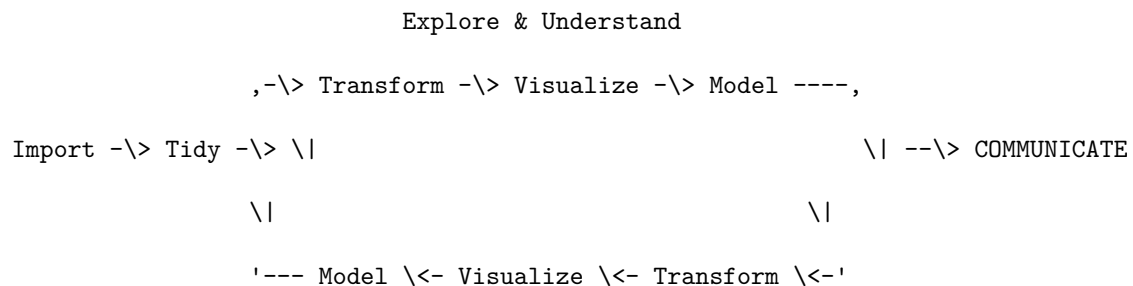 Explore & Understand
,-\> Transform -\> Visualize -\> Model ----,
Import -\> Tidy -\> \| \| --\> COMMUNICATE
\| \|
'--- Model \<- Visualize \<- Transform \<-'